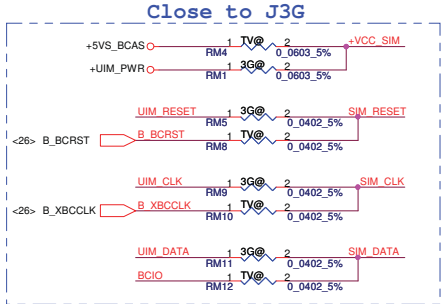 Close to J3G
+5VS_BCAS 1 TV@ 2 +VCC_SIM
RM4 0_0603_5%
+UIM_PWR 1 3G@ 2
RM1 0_0603_5%
UIM_RESET 1 3G@ 2 SIM_RESET
RM5 0_0402_5%
<26> B_BCRST B_BCRST 1 TV@ 2
RM8 0_0402_5%
UIM_CLK 1 3G@ 2 SIM_CLK
RM9 0_0402_5%
<26> B_XBCCLK B_XBCCLK 1 TV@ 2
RM10 0_0402_5%
UIM_DATA 1 3G@ 2 SIM_DATA
RM11 0_0402_5%
BCIO 1 TV@ 2
RM12 0_0402_5%